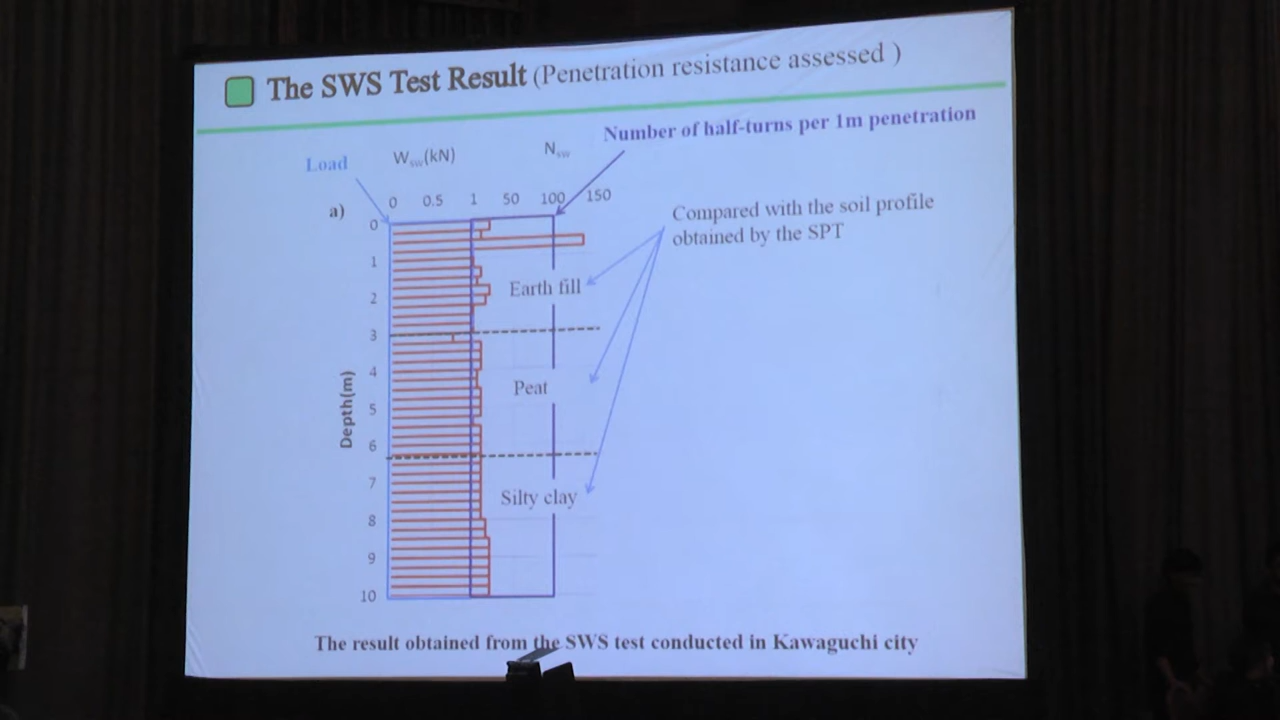 The SWS Test Result (Penetration resistance assessed )
Number of half-turns per 1m penetration
Load
Wsw(kN)
Nsw
0 0.5 1 50 100 150
a)
Compared with the soil profile
obtained by the SPT
0
1
2
3
4
5
6
7
8
9
10
Depth(m)
Earth fill
Peat
Silty clay
The result obtained from the SWS test conducted in Kawaguchi city